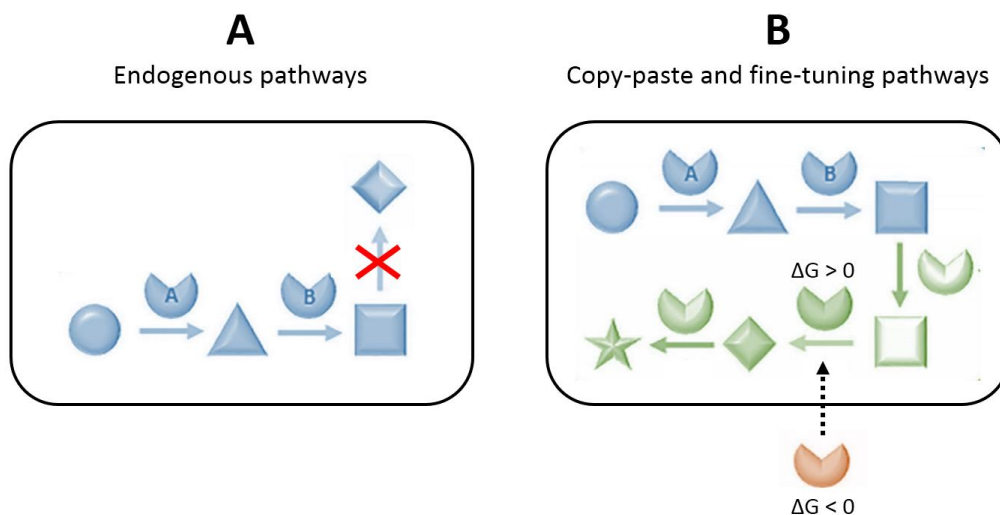 A
Endogenous pathways
A
B
B
Copy-paste and fine-tuning pathways
A
B
ΔG > 0
ΔG < 0